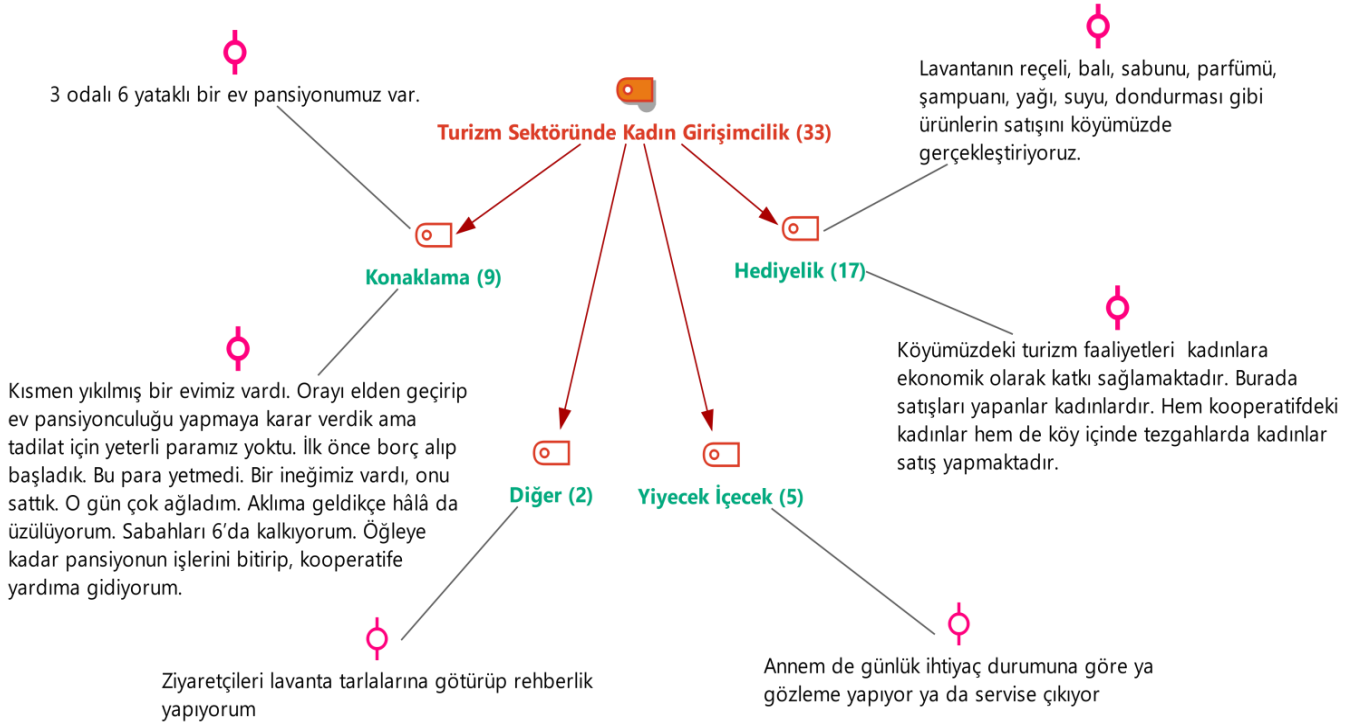 3 odalı 6 yataklı bir ev pansiyonumuz var.
Turizm Sektöründe Kadın Girişimcilik (33)
Lavantanın reçeli, balı, sabunu, parfümü,
şampuanı, yağı, suyu, dondurması gibi
ürünlerin satışını köyümüzde
gerçekleştiriyoruz.
Konaklama (9)
Hediyelik (17)
Kısmen yıkılmış bir evimiz vardı. Orayı elden geçirip
ev pansiyonculuğu yapmaya karar verdik ama
tadilat için yeterli paramız yoktu. İlk önce borç alıp
başladık. Bu para yetmedi. Bir ineğimiz vardı, onu
sattık. O gün çok ağladım. Aklıma geldikçe hâlâ da
üzülüyorum. Sabahları 6’da kalkıyorum. Öğleye
kadar pansiyonun işlerini bitirip, kooperatife
yardıma gidiyorum.
Köyümüzdeki turizm faaliyetleri  kadınlara
ekonomik olarak katkı sağlamaktadır. Burada
satışları yapanlar kadınlardır. Hem kooperatifdeki
kadınlar hem de köy içinde tezgahlarda kadınlar
satış yapmaktadır.
Diğer (2)
Yiyecek İçecek (5)
Ziyaretçileri lavanta tarlalarına götürüp rehberlik
yapıyorum
Annem de günlük ihtiyaç durumuna göre ya
gözleme yapıyor ya da servise çıkıyor